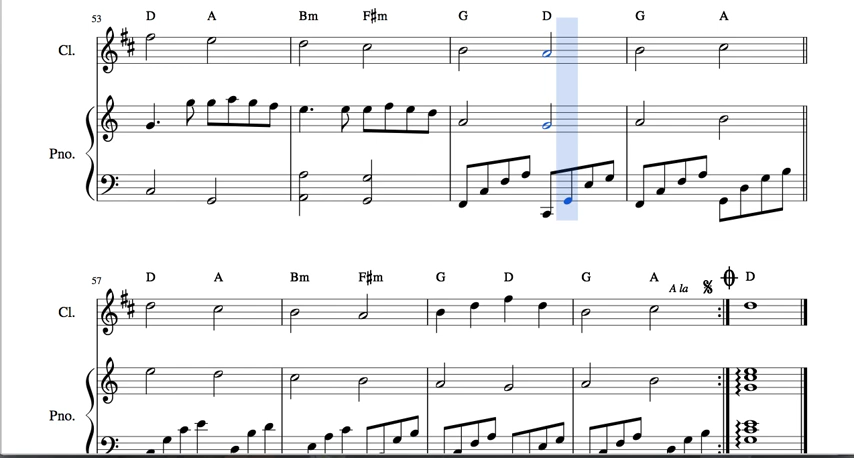 53 D A Bm F♯m G D G A
Cl.
Pno.
57 D A Bm F♯m G D G A A la D
Cl.
Pno.